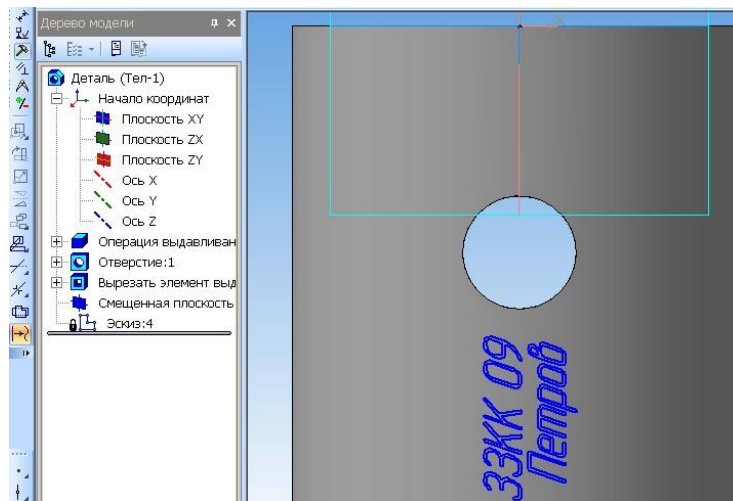 Дерево модели
Деталь (Тел-1)
Начало координат
Плоскость XY
Плоскость ZX
Плоскость ZY
Ось X
Ось Y
Ось Z
Операция выдавливан
Отверстие:1
Вырезать элемент выд
Смещенная плоскость
Эскиз:4
X
33КК 09
Петров